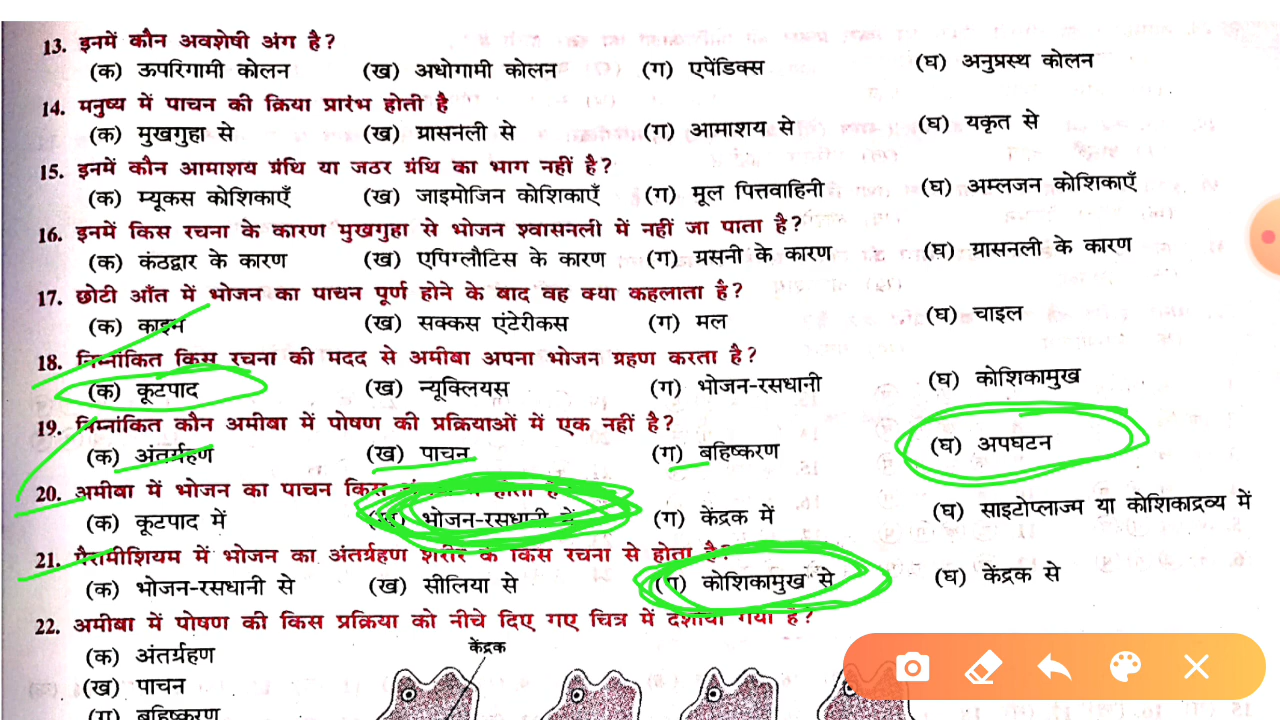 13. इनमें कौन अवशेषी अंग है?
(क) ऊपरिगामी कोलन (ख) अधोगामी कोलन (ग) एपेंडिक्स (घ) अनुप्रस्थ कोलन
14. मनुष्य में पाचन की क्रिया प्रारंभ होती है
(क) मुखगुहा से (ख) ग्रासनली से (ग) आमाशय से (घ) यकृत से
15. इनमें कौन आमाशय ग्रंथि या जठर ग्रंथि का भाग नहीं है?
(क) म्यूकस कोशिकाएँ (ख) जाइमोजिन कोशिकाएँ (ग) मूल पित्तवाहिनी (घ) अम्लजन कोशिकाएँ
16. इनमें किस रचना के कारण मुखगुहा से भोजन श्वासनली में नहीं जा पाता है?
(क) कंठद्वार के कारण (ख) एपिग्लौटिस के कारण (ग) ग्रसनी के कारण (घ) ग्रासनली के कारण
17. छोटी आँत में भोजन का पाचन पूर्ण होने के बाद वह क्या कहलाता है?
(क) काइम (ख) सक्कस एंटेरीकस (ग) मल (घ) चाइल
18. निम्नांकित किस रचना की मदद से अमीबा अपना भोजन ग्रहण करता है?
(क) कूटपाद (ख) न्यूक्लियस (ग) भोजन-रसधानी (घ) कोशिकामुख
19. निम्नांकित कौन अमीबा में पोषण की प्रक्रियाओं में एक नहीं है?
(क) अंतर्ग्रहण (ख) पाचन (ग) बहिष्करण (घ) अपघटन
20. अमीबा में भोजन का पाचन किस होता है
(क) कूटपाद में (ख) भोजन-रसधानी में (ग) केंद्रक में (घ) साइटोप्लाज्म या कोशिकाद्रव्य में
21. पैरामीशियम में भोजन का अंतर्ग्रहण शरीर के किस रचना से होता है?
(क) भोजन-रसधानी से (ख) सीलिया से (ग) कोशिकामुख से (घ) केंद्रक से
22. अमीबा में पोषण की किस प्रक्रिया को नीचे दिए गए चित्र में दर्शाया गया है?
(क) अंतर्ग्रहण
केंद्रक
(ख) पाचन
(ग) बहिष्करण